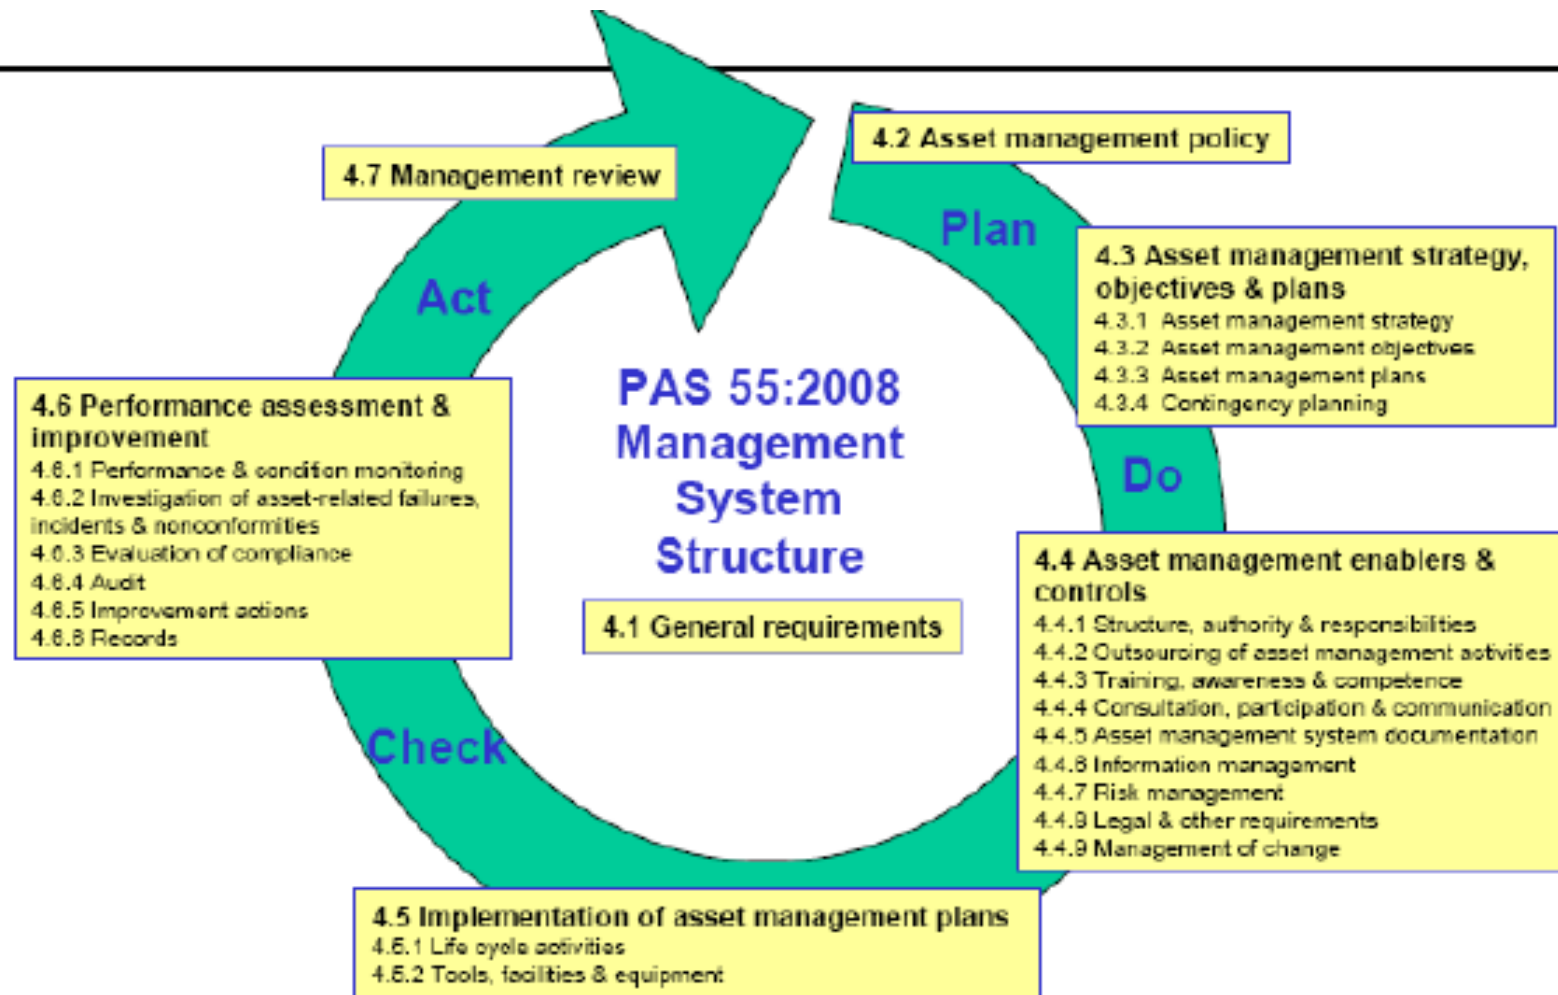 4.7 Management review
4.2 Asset management policy
Plan
4.3 Asset management strategy,
objectives & plans
4.3.1 Asset management strategy
4.3.2 Asset management objectives
4.3.3 Asset management plans
4.3.4 Contingency planning
Act
PAS 55:2008
Management
System
Structure
4.1 General requirements
Do
4.6 Performance assessment &
improvement
4.6.1 Performance & condition monitoring
4.6.2 Investigation of asset-related failures,
incidents & nonconformities
4.6.3 Evaluation of compliance
4.6.4 Audit
4.6.5 Improvement actions
4.6.6 Records
4.4 Asset management enablers &
controls
4.4.1 Structure, authority & responsibilities
4.4.2 Outsourcing of asset management activities
4.4.3 Training, awareness & competence
4.4.4 Consultation, participation & communication
4.4.5 Asset management system documentation
4.4.6 Information management
4.4.7 Risk management
4.4.8 Legal & other requirements
4.4.9 Management of change
Check
4.5 Implementation of asset management plans
4.5.1 Life cycle activities
4.5.2 Tools, facilities & equipment